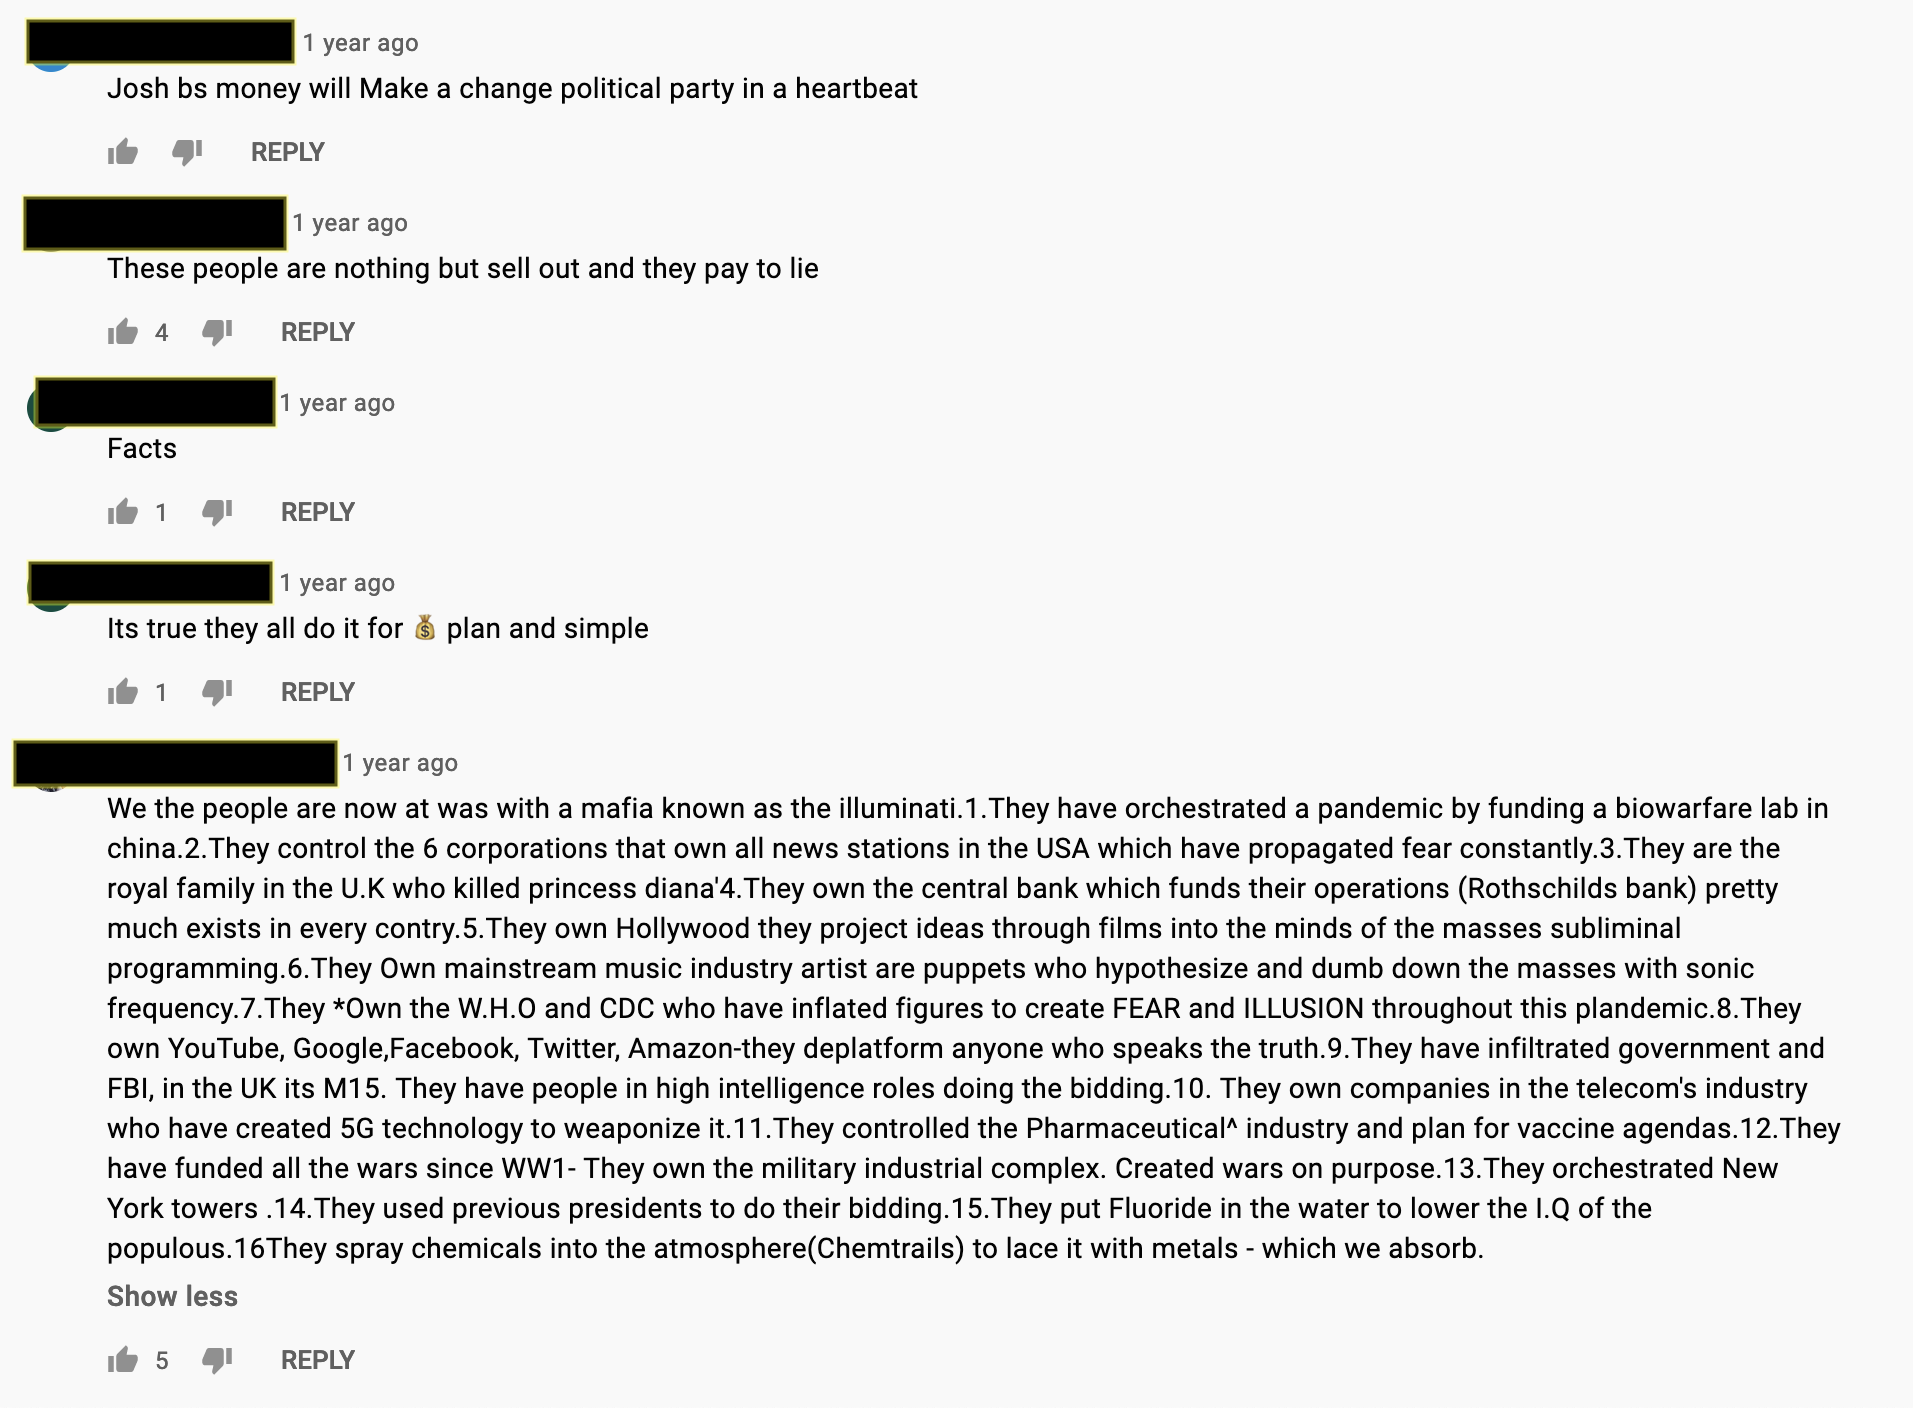 1 year ago
Josh bs money will Make a change political party in a heartbeat
REPLY
1 year ago
These people are nothing but sell out and they pay to lie
4 REPLY
1 year ago
Facts
1 REPLY
1 year ago
Its true they all do it for 💰 plan and simple
1 REPLY
1 year ago
We the people are now at was with a mafia known as the illuminati.1.They have orchestrated a pandemic by funding a biowarfare lab in
china.2.They control the 6 corporations that own all news stations in the USA which have propagated fear constantly.3.They are the
royal family in the U.K who killed princess diana'4.They own the central bank which funds their operations (Rothschilds bank) pretty
much exists in every contry.5.They own Hollywood they project ideas through films into the minds of the masses subliminal
programming.6.They Own mainstream music industry artist are puppets who hypothesize and dumb down the masses with sonic
frequency.7.They *Own the W.H.O and CDC who have inflated figures to create FEAR and ILLUSION throughout this plandemic.8.They
own YouTube, Google,Facebook, Twitter, Amazon-they deplatform anyone who speaks the truth.9.They have infiltrated government and
FBI, in the UK its M15. They have people in high intelligence roles doing the bidding.10. They own companies in the telecom's industry
who have created 5G technology to weaponize it.11.They controlled the Pharmaceutical^ industry and plan for vaccine agendas.12.They
have funded all the wars since WW1- They own the military industrial complex. Created wars on purpose.13.They orchestrated New
York towers .14.They used previous presidents to do their bidding.15.They put Fluoride in the water to lower the I.Q of the
populous.16They spray chemicals into the atmosphere(Chemtrails) to lace it with metals - which we absorb.
Show less
5 REPLY